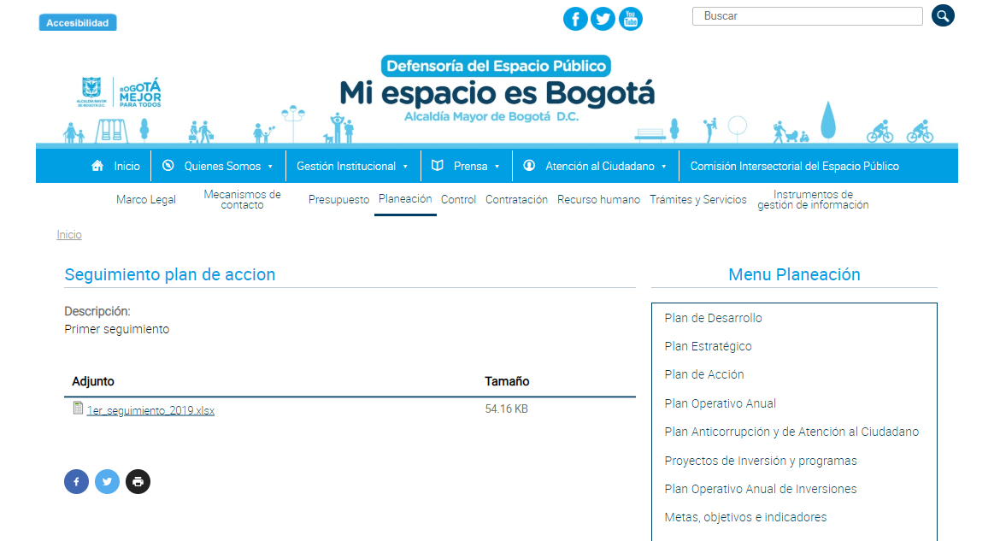 Accesibilidad
You
Tube
Buscar
Defensoría del Espacio Público
Mi espacio es Bogotá
Alcaldía Mayor de Bogotá D.C.
ALCALDÍA MAYOR
DE BOGOTÁ D.C.
BOGOTÁ
MEJOR
PARA TODOS
Inicio
Quienes Somos
Gestión Institucional
Prensa
Atención al Ciudadano
Comisión Intersectorial del Espacio Público
Marco Legal
Mecanismos de
contacto
Presupuesto
Planeación
Control
Contratación
Recurso humano
Trámites y Servicios
Instrumentos de
gestión de información
Inicio
Seguimiento plan de accion
Descripción:
Primer seguimiento
Adjunto Tamaño
1er_seguimiento_2019.xlsx 54.16 KB
Menu Planeación
Plan de Desarrollo
Plan Estratégico
Plan de Acción
Plan Operativo Anual
Plan Anticorrupción y de Atención al Ciudadano
Proyectos de Inversión y programas
Plan Operativo Anual de Inversiones
Metas, objetivos e indicadores